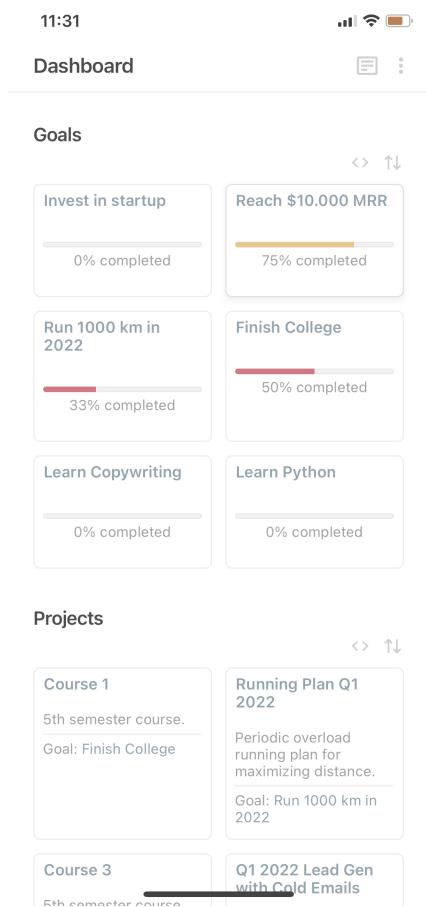 11:31
Dashboard
Goals
Invest in startup
0% completed
Reach $10.000 MRR
75% completed
Run 1000 km in
2022
33% completed
Finish College
50% completed
Learn Copywriting
0% completed
Learn Python
0% completed
Projects
Course 1
5th semester course.
Goal: Finish College
Running Plan Q1
2022
Periodic overload
running plan for
maximizing distance.
Goal: Run 1000 km in
2022
Course 3
5th semester course
Q1 2022 Lead Gen
with Cold Emails